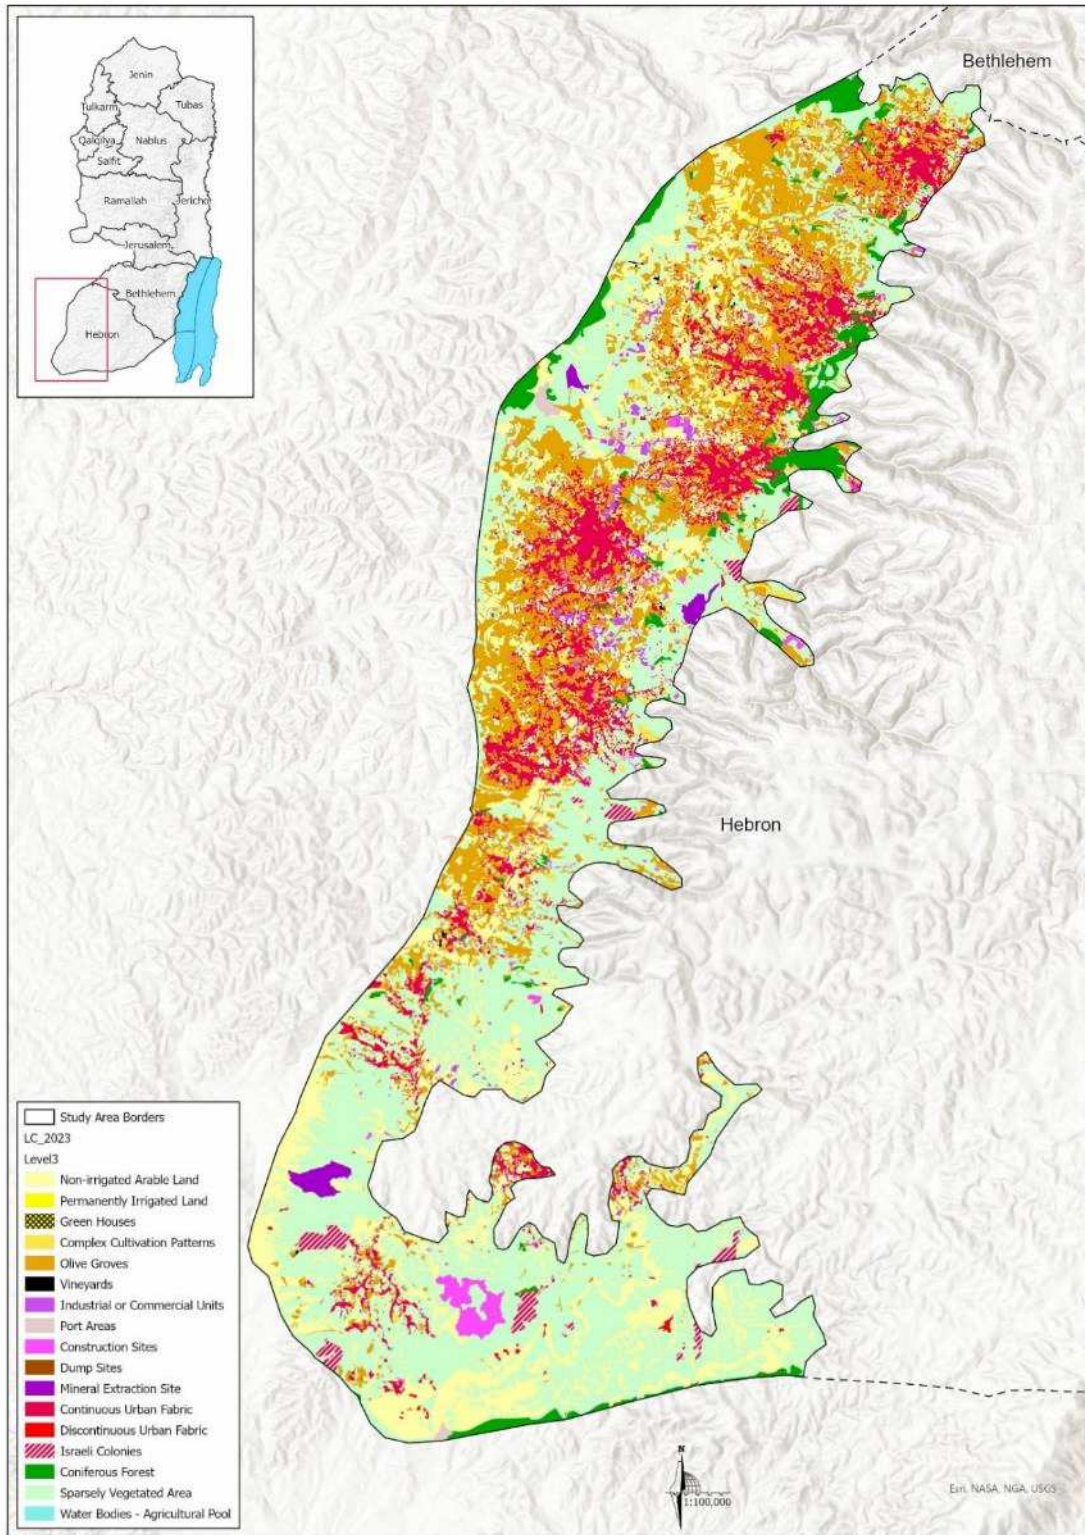 Bethlehem
Jenin
Tulkarm
Tubas
Qalqilya
Nablus
Salfit
Ramallah
Jericho
Jerusalem
Bethlehem
Hebron
Hebron
Study Area Borders
LC_2023
Level3
Non-irrigated Arable Land
Permanently Irrigated Land
Green Houses
Complex Cultivation Patterns
Olive Groves
Vineyards
Industrial or Commercial Units
Port Areas
Construction Sites
Dump Sites
Mineral Extraction Site
Continuous Urban Fabric
Discontinuous Urban Fabric
Israeli Colonies
Coniferous Forest
Sparsely Vegetated Area
Water Bodies - Agricultural Pool
N
1:100,000
Esri, NASA, NGA, USGS